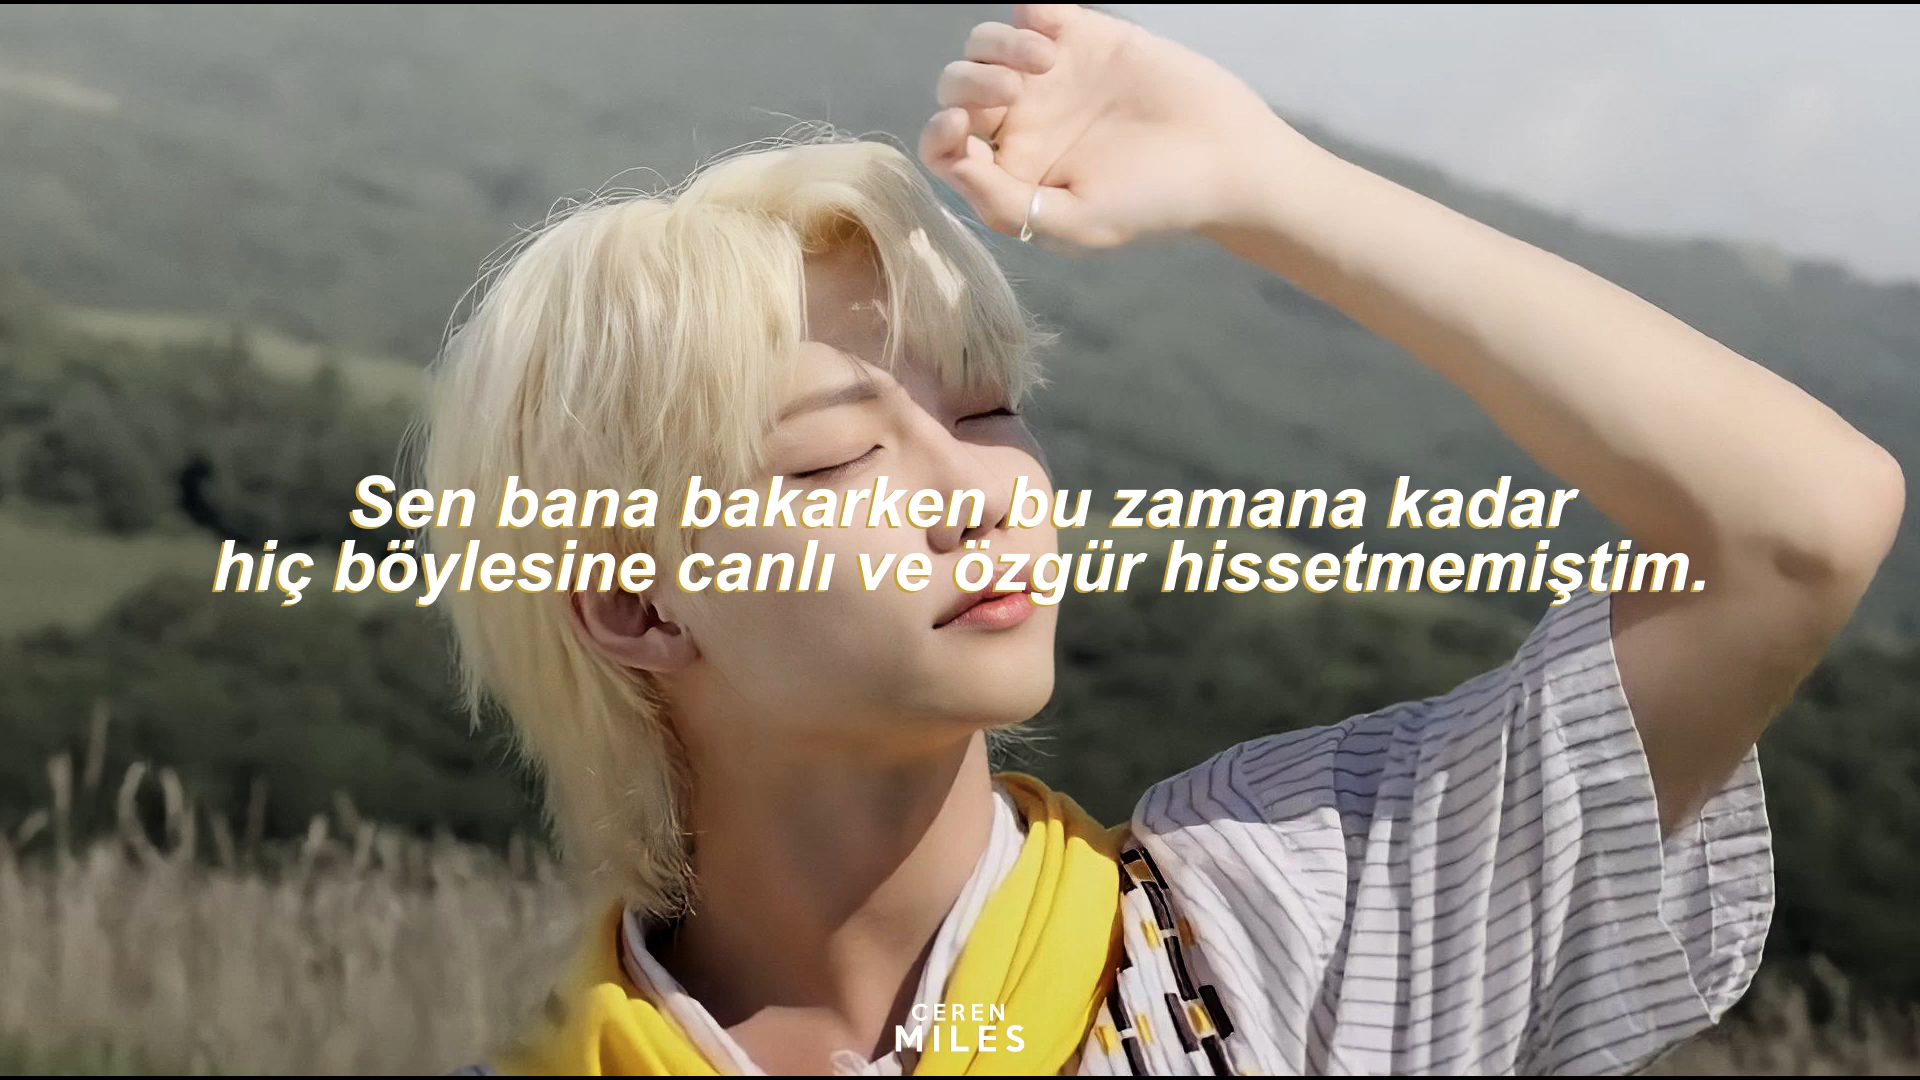 Sen bana bakarken bu zamana kadar
hiç böylesine canlı ve özgür hissetmemiştim.
CEREN
MILES